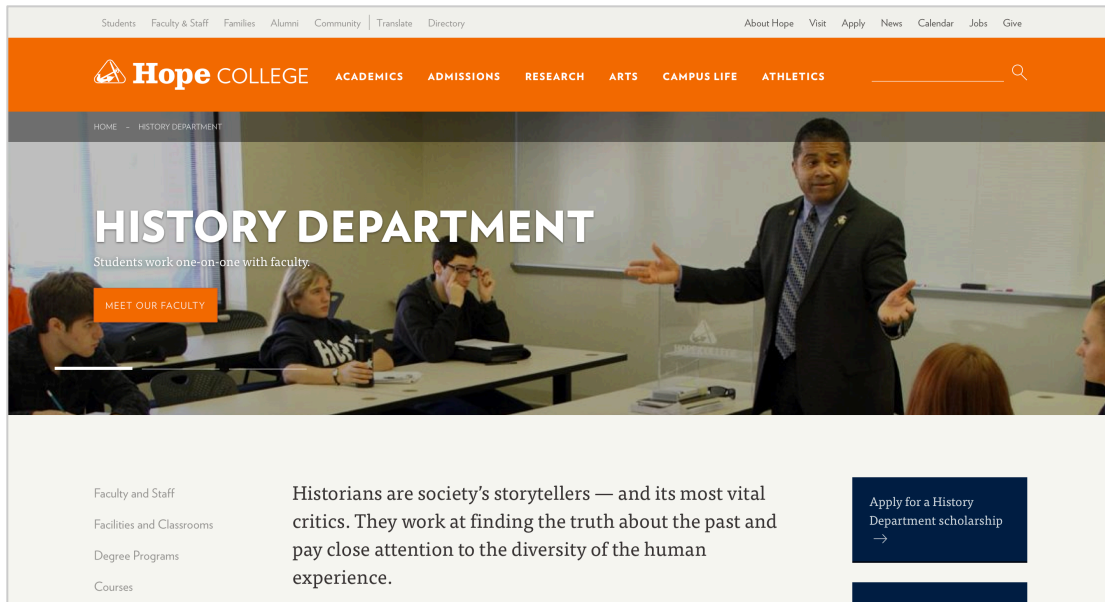 Students Faculty & Staff Families Alumni Community Translate Directory
About Hope Visit Apply News Calendar Jobs Give
Hope COLLEGE
ACADEMICS ADMISSIONS RESEARCH ARTS CAMPUS LIFE ATHLETICS
HOME – HISTORY DEPARTMENT
HISTORY DEPARTMENT
Students work one-on-one with faculty.
MEET OUR FACULTY
Faculty and Staff
Facilities and Classrooms
Degree Programs
Courses
Historians are society’s storytellers — and its most vital
critics. They work at finding the truth about the past and
pay close attention to the diversity of the human
experience.
Apply for a History
Department scholarship
→